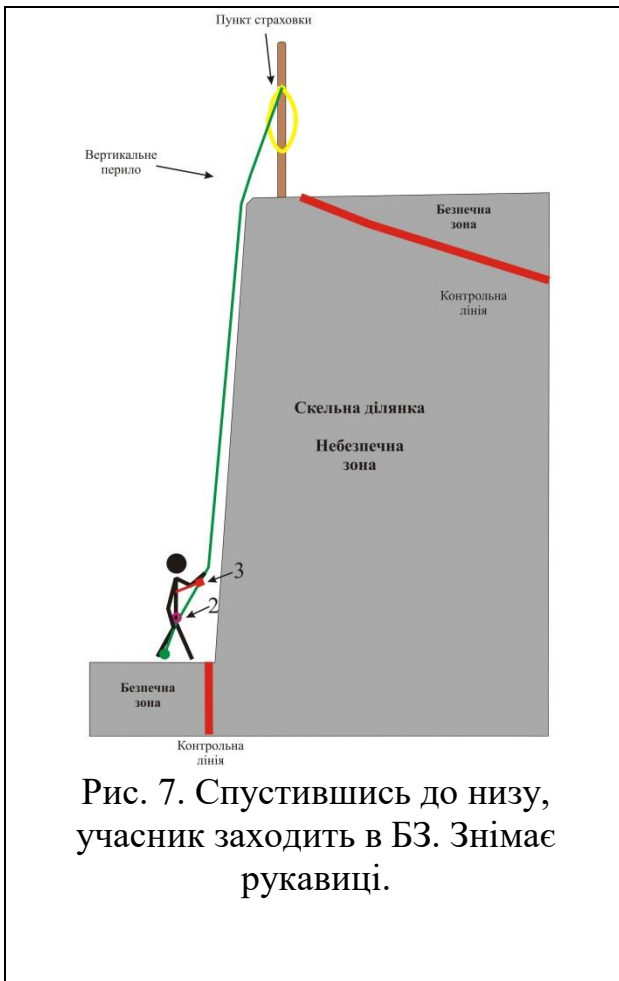 Пункт страховки
Вертикальне
перило
Безпечна
зона
Контрольна
лінія
Скельна ділянка
Небезпечна
зона
3
2
Безпечна
зона
Контрольна
лінія
Рис. 7. Спустившись до низу,
учасник заходить в БЗ. Знімає
рукавиці.